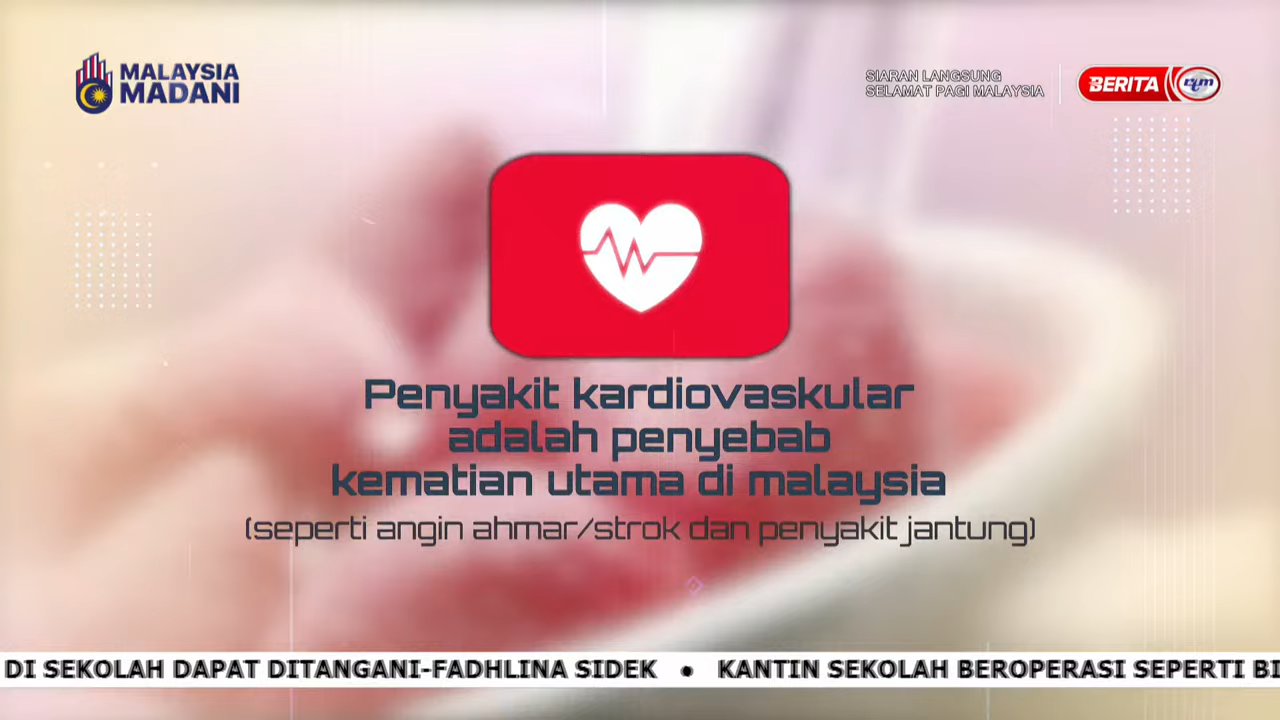 MALAYSIA
MADANI
SIARAN LANGSUNG
SELAMAT PAGI MALAYSIA
BERITA rtm
Penyakit kardiovaskular
adalah penyebab
kematian utama di malaysia
(seperti angin ahmar/strok dan penyakit jantung)
DI SEKOLAH DAPAT DITANGANI-FADHLINA SIDEK • KANTIN SEKOLAH BEROPERASI SEPERTI BI